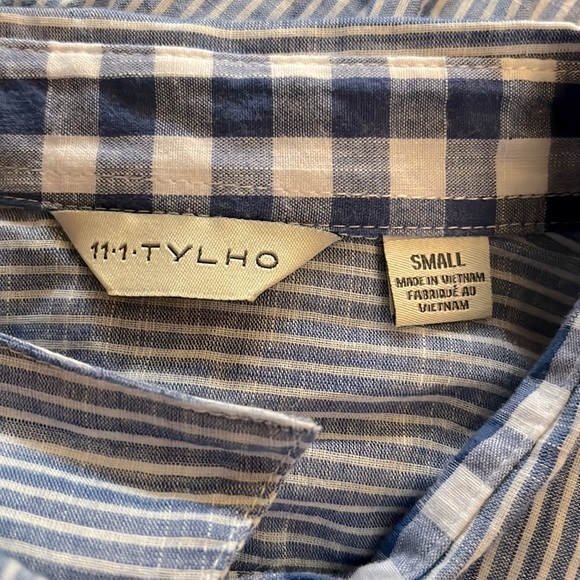 11·1·TYLHO
SMALL
MADE IN VIETNAM
FABRIQUÉ AU
VIETNAM